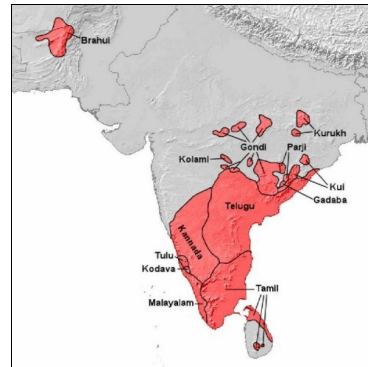 Brahui
Kurukh
Gondi
Parji
Kolami
Kui
Gadaba
Telugu
Kannada
Tulu
Kodava
Malayalam
Tamil